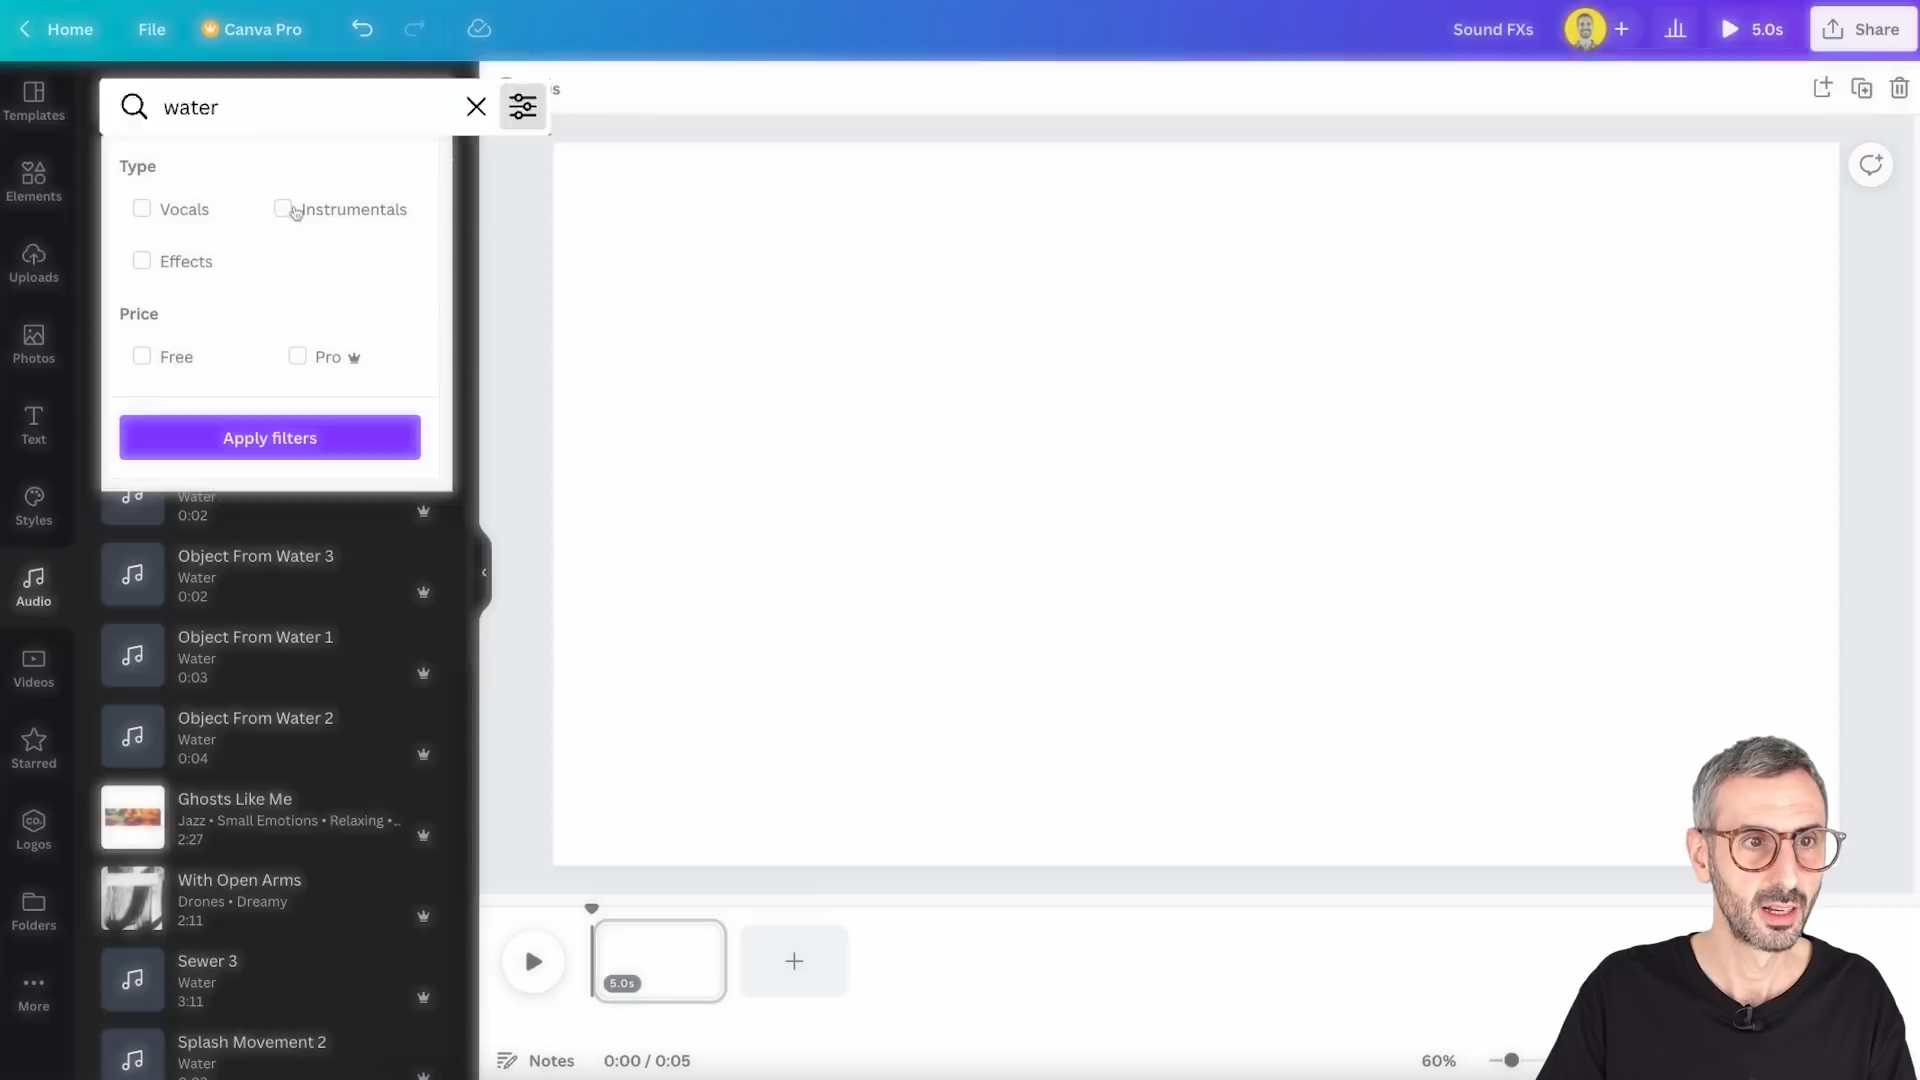 Home
File
Canva Pro
Sound FXs
5.0s
Share
Templates
Elements
Uploads
Photos
Text
Styles
Audio
Videos
Starred
CO.
Logos
Folders
More
water
Type
Vocals
Instrumentals
Effects
Price
Free
Pro
Apply filters
Water
0:02
Object From Water 3
Water
0:02
Object From Water 1
Water
0:03
Object From Water 2
Water
0:04
Ghosts Like Me
Jazz • Small Emotions • Relaxing •...
2:27
With Open Arms
Drones • Dreamy
2:11
Sewer 3
Water
3:11
Splash Movement 2
Water
5.0s
Notes
0:00 / 0:05
60%